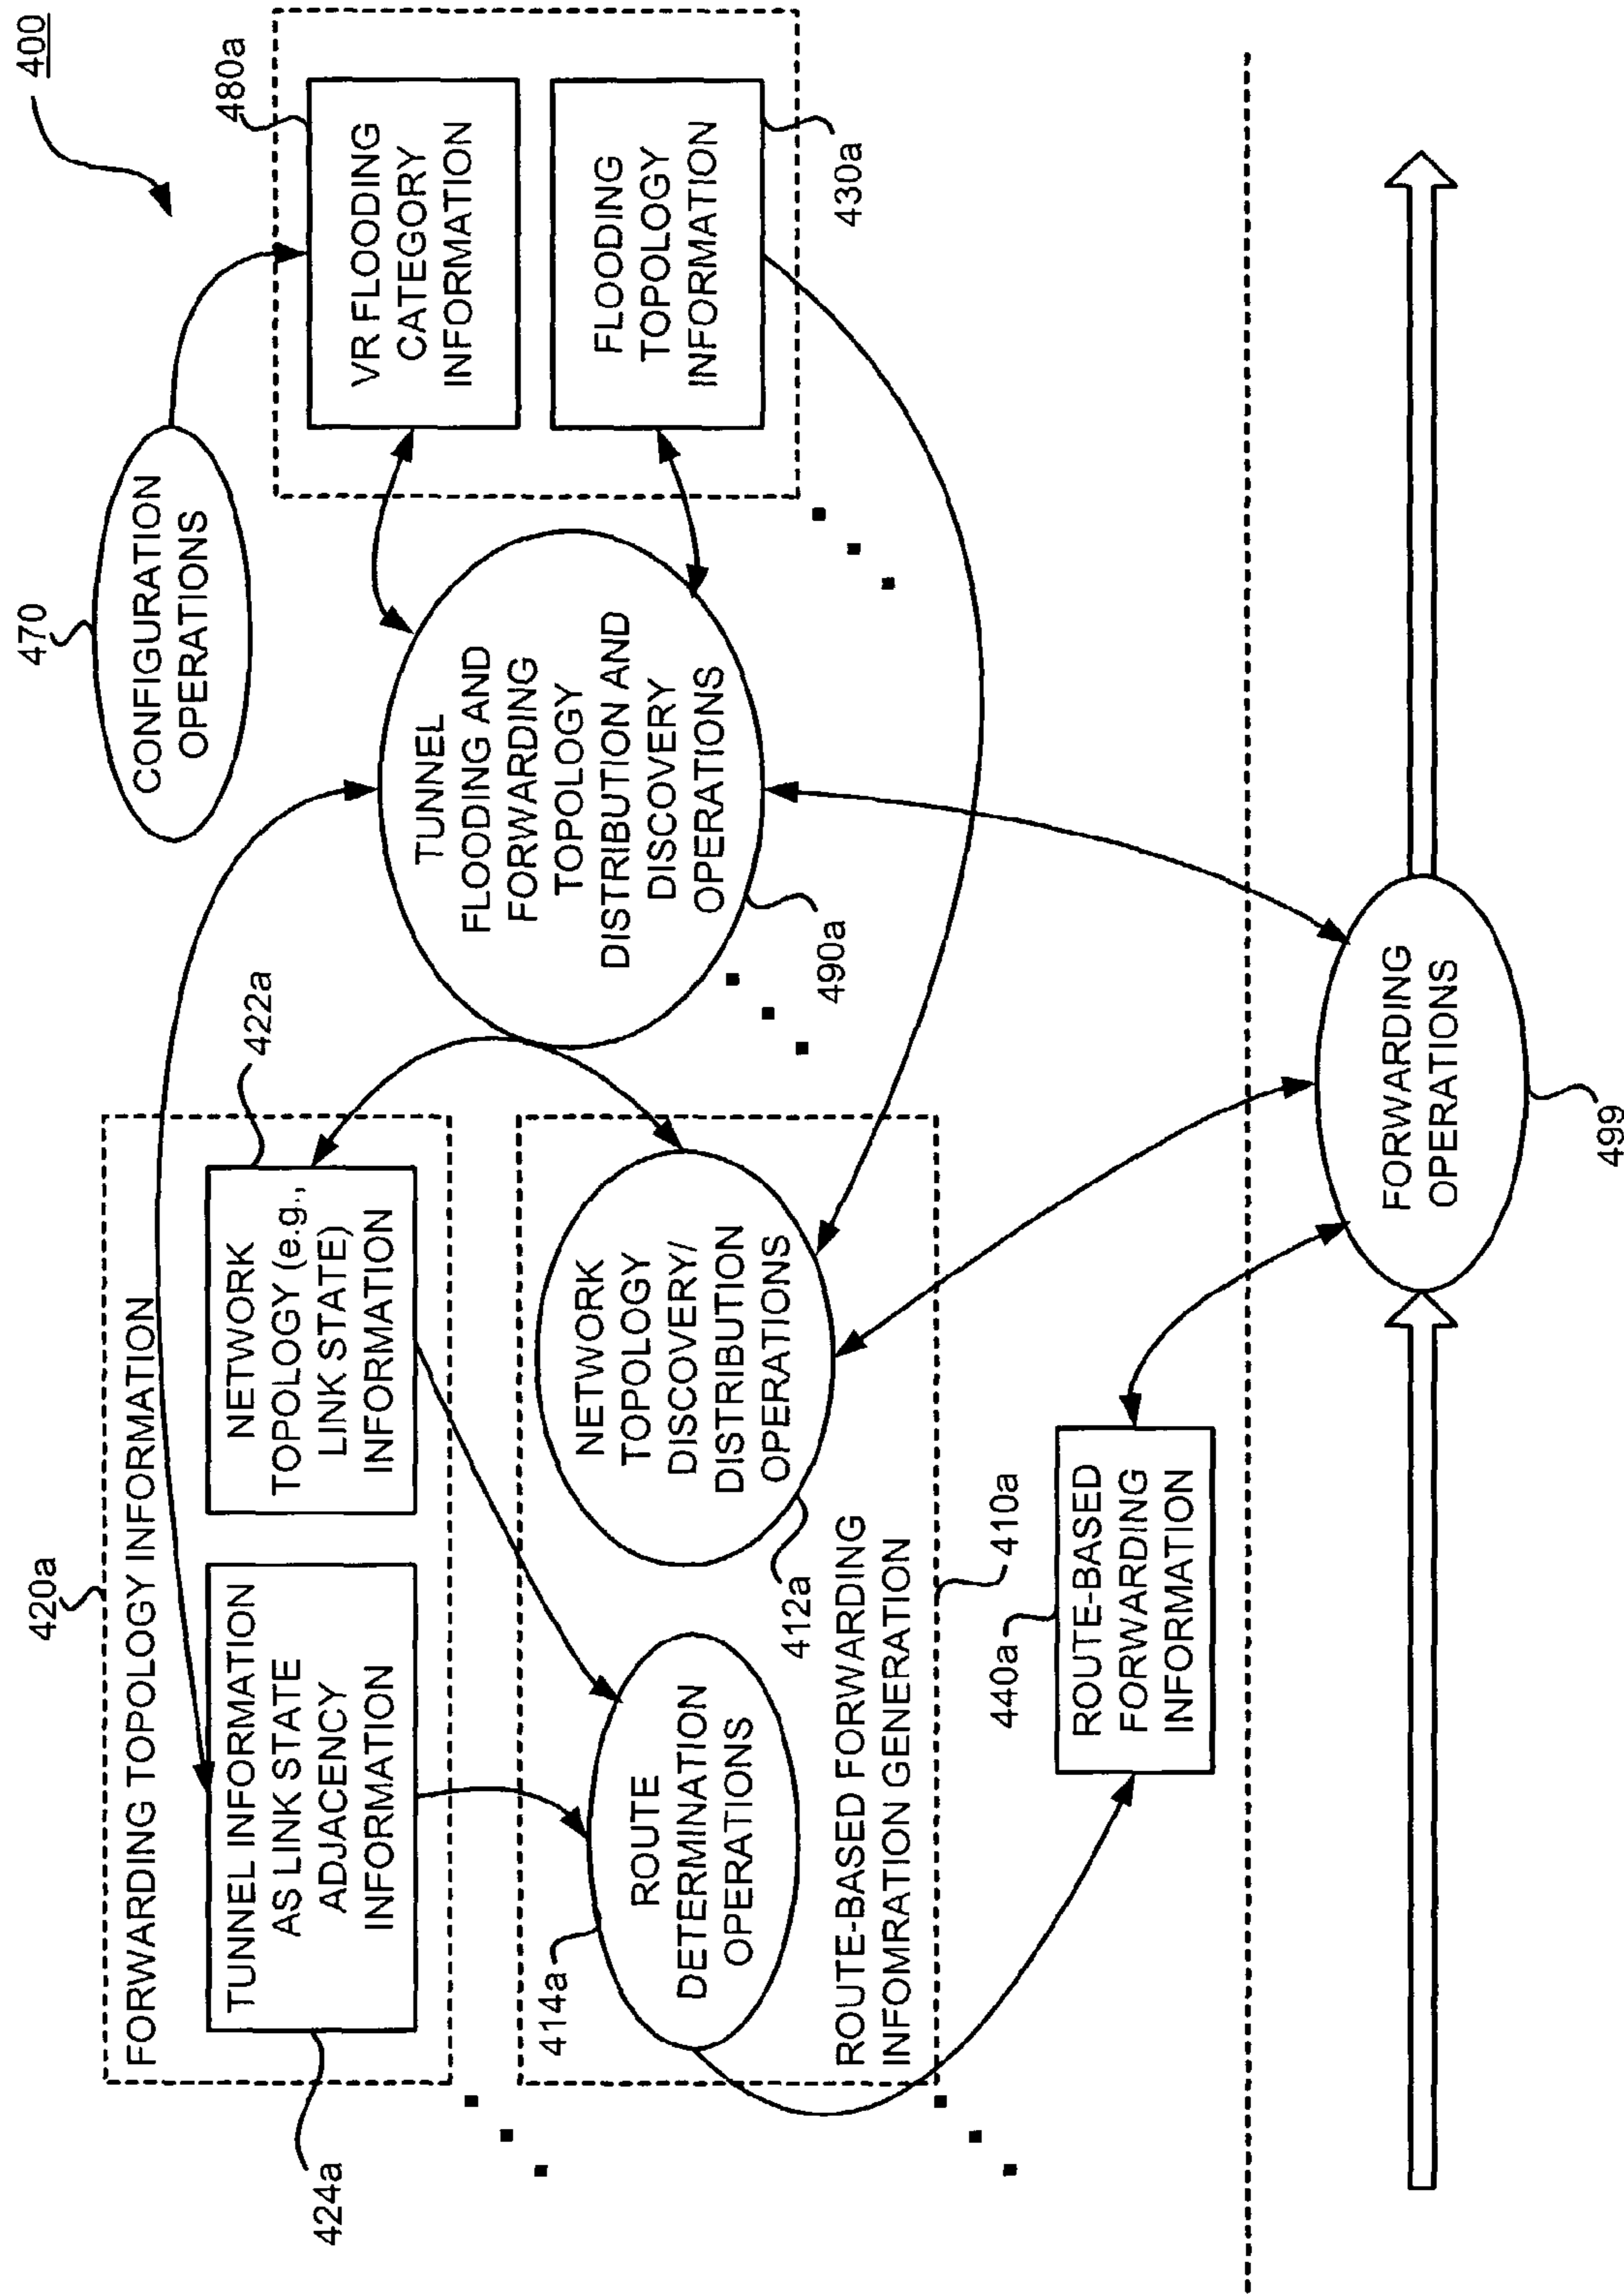 400
470
CONFIGURATION
OPERATIONS
480a
VR FLOODING
CATEGORY
INFORMATION
FLOODING
TOPOLOGY
INFORMATION
430a
TUNNEL
FLOODING AND
FORWARDING
TOPOLOGY
DISTRIBUTION AND
DISCOVERY
OPERATIONS
490a
420a
FORWARDING TOPOLOGY INFORMATION
424a
TUNNEL INFORMATION
AS LINK STATE
ADJACENCY
INFORMATION
422a
NETWORK
TOPOLOGY (e.g.,
LINK STATE)
INFORMATION
414a
ROUTE
DETERMINATION
OPERATIONS
NETWORK
TOPOLOGY
DISCOVERY/
DISTRIBUTION
OPERATIONS
412a
ROUTE-BASED FORWARDING
INFOMRATION GENERATION
410a
440a
ROUTE-BASED
FORWARDING
INFORMATION
FORWARDING
OPERATIONS
499